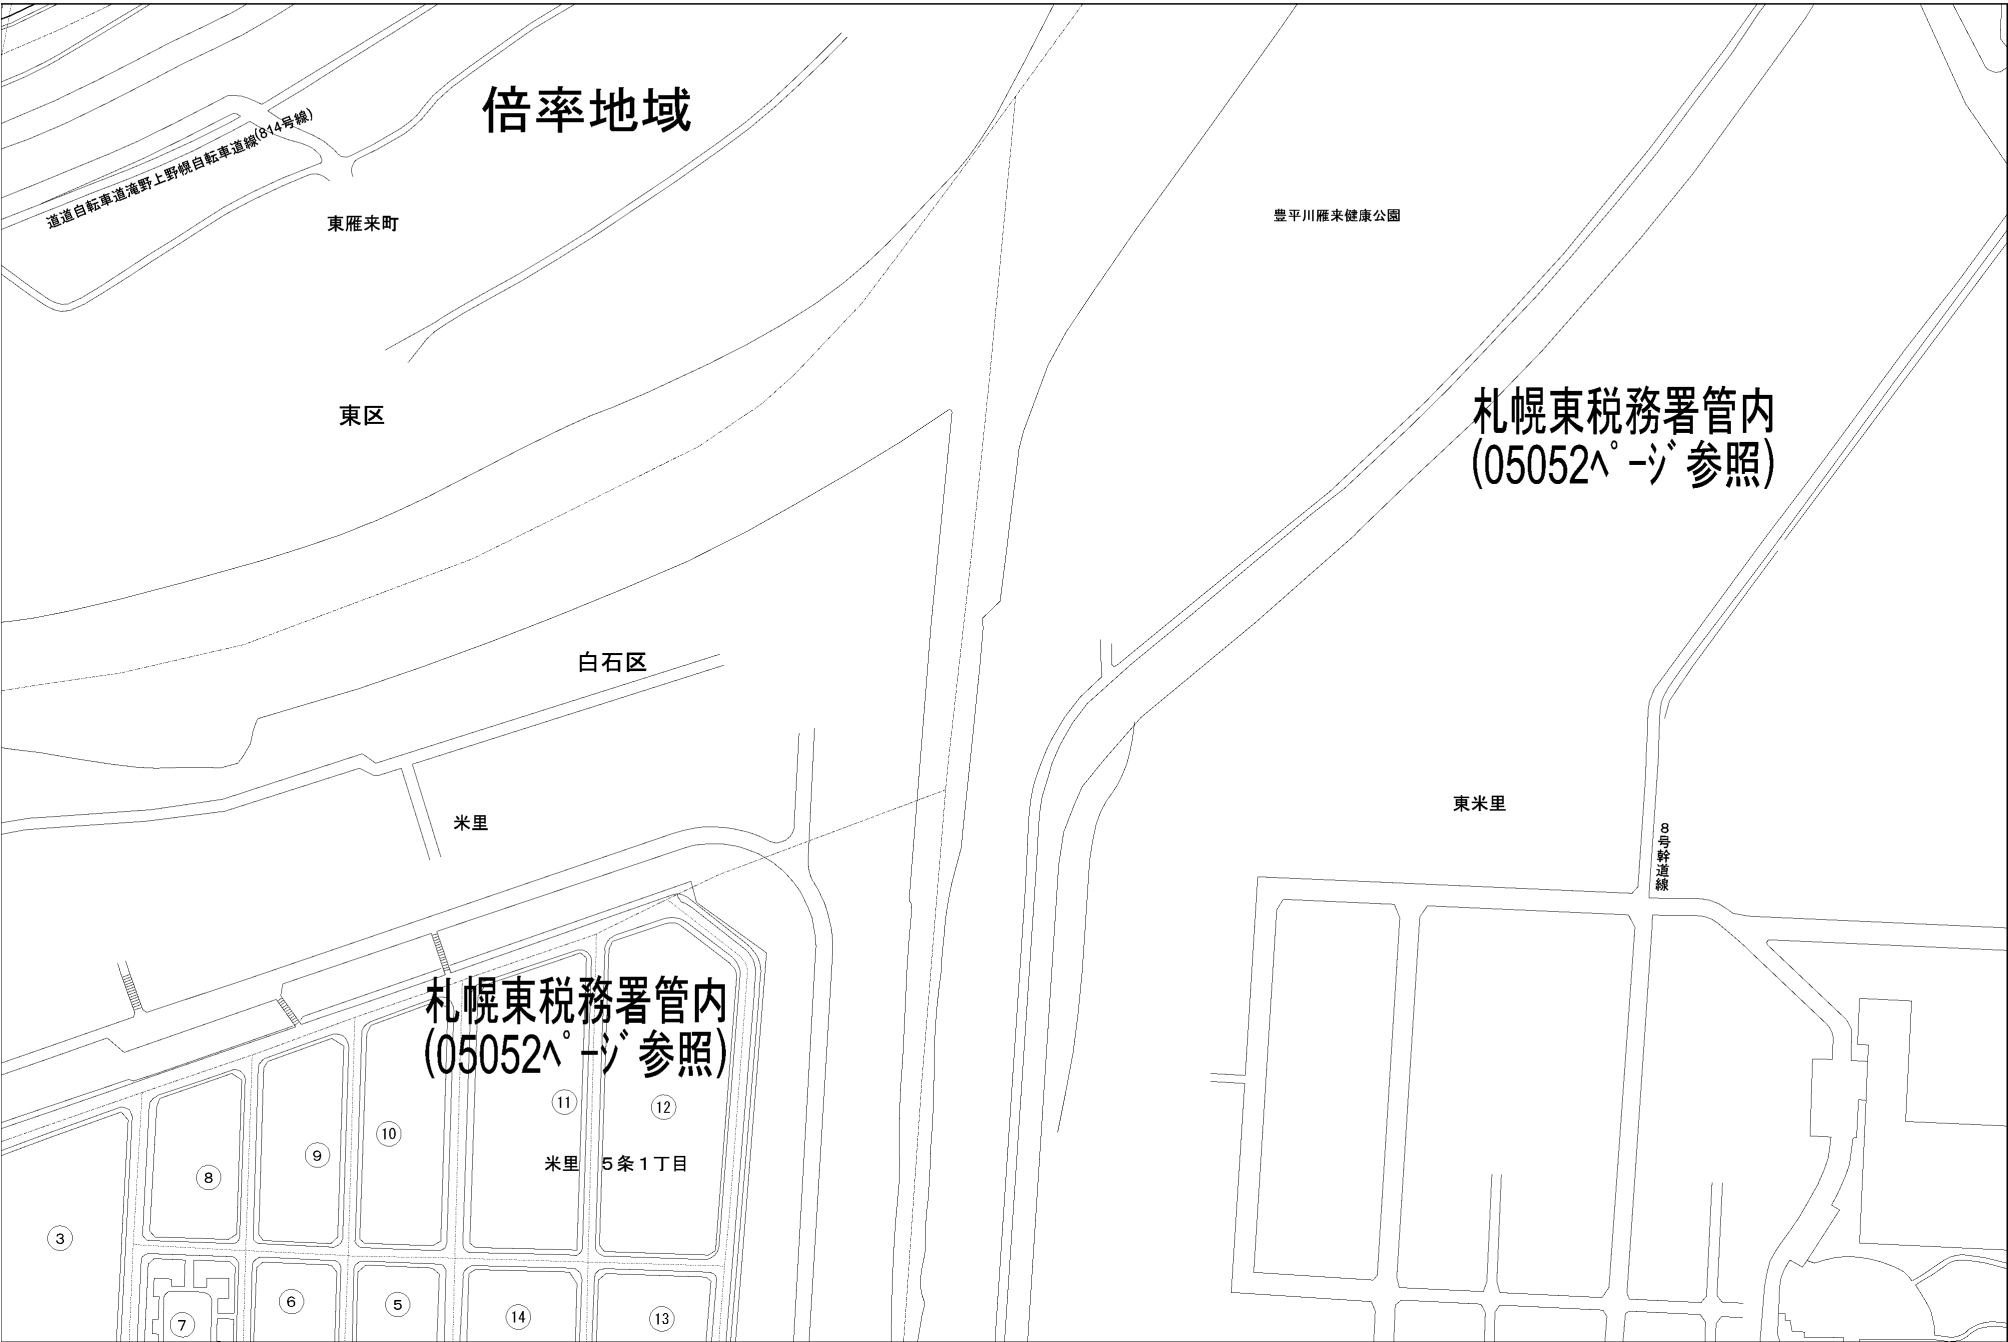 倍率地域
道道自転車道滝野上野幌自転車道線(814号線)
東雁来町
豊平川雁来健康公園
東区
札幌東税務署管内
(05052ﾍﾟｰｼﾞ参照)
白石区
米里
東米里
8号幹道線
札幌東税務署管内
(05052ﾍﾟｰｼﾞ参照)
11
12
10
9
米里 5条1丁目
8
3
6
5
14
13
7